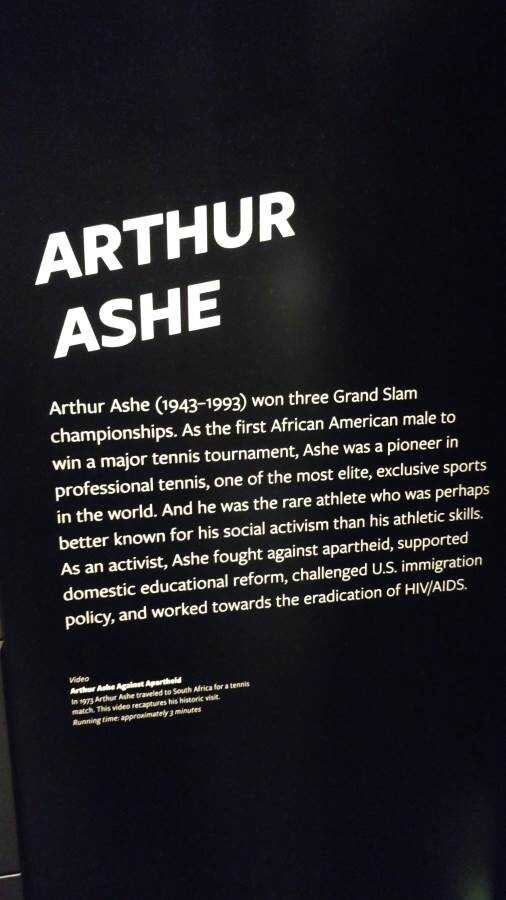 ARTHUR
ASHE
Arthur Ashe (1943–1993) won three Grand Slam
championships. As the first African American male to
win a major tennis tournament, Ashe was a pioneer in
professional tennis, one of the most elite, exclusive sports
in the world. And he was the rare athlete who was perhaps
better known for his social activism than his athletic skills.
As an activist, Ashe fought against apartheid, supported
domestic educational reform, challenged U.S. immigration
policy, and worked towards the eradication of HIV/AIDS.
Video
Arthur Ashe Against Apartheid
In 1973 Arthur Ashe traveled to South Africa for a tennis
match. This video recaptures his historic visit.
Running time: approximately 3 minutes